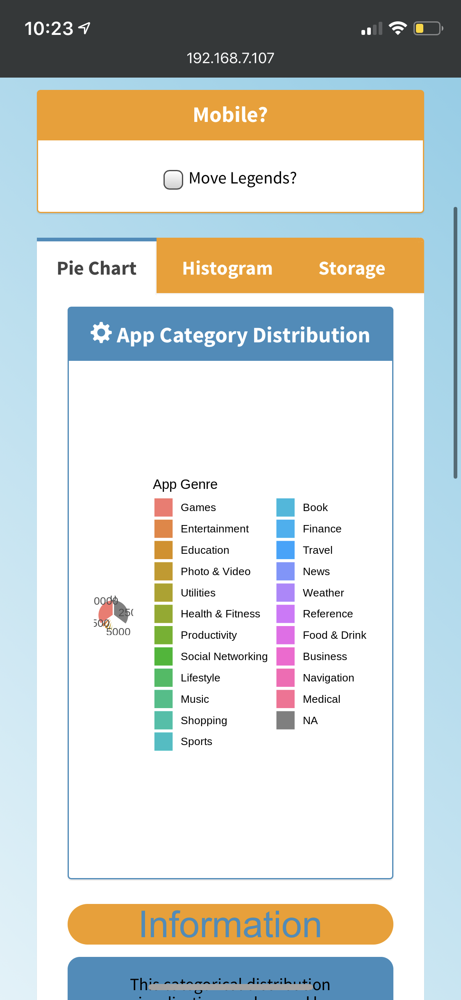 10:23
192.168.7.107
Mobile?
Move Legends?
Pie Chart Histogram Storage
App Category Distribution
App Genre
Games Book
Entertainment Finance
Education Travel
Photo & Video News
Utilities Weather
Health & Fitness Reference
Productivity Food & Drink
Social Networking Business
Lifestyle Navigation
Music Medical
Shopping NA
Sports
0000
250
500
5000
Information
This categorical distribution